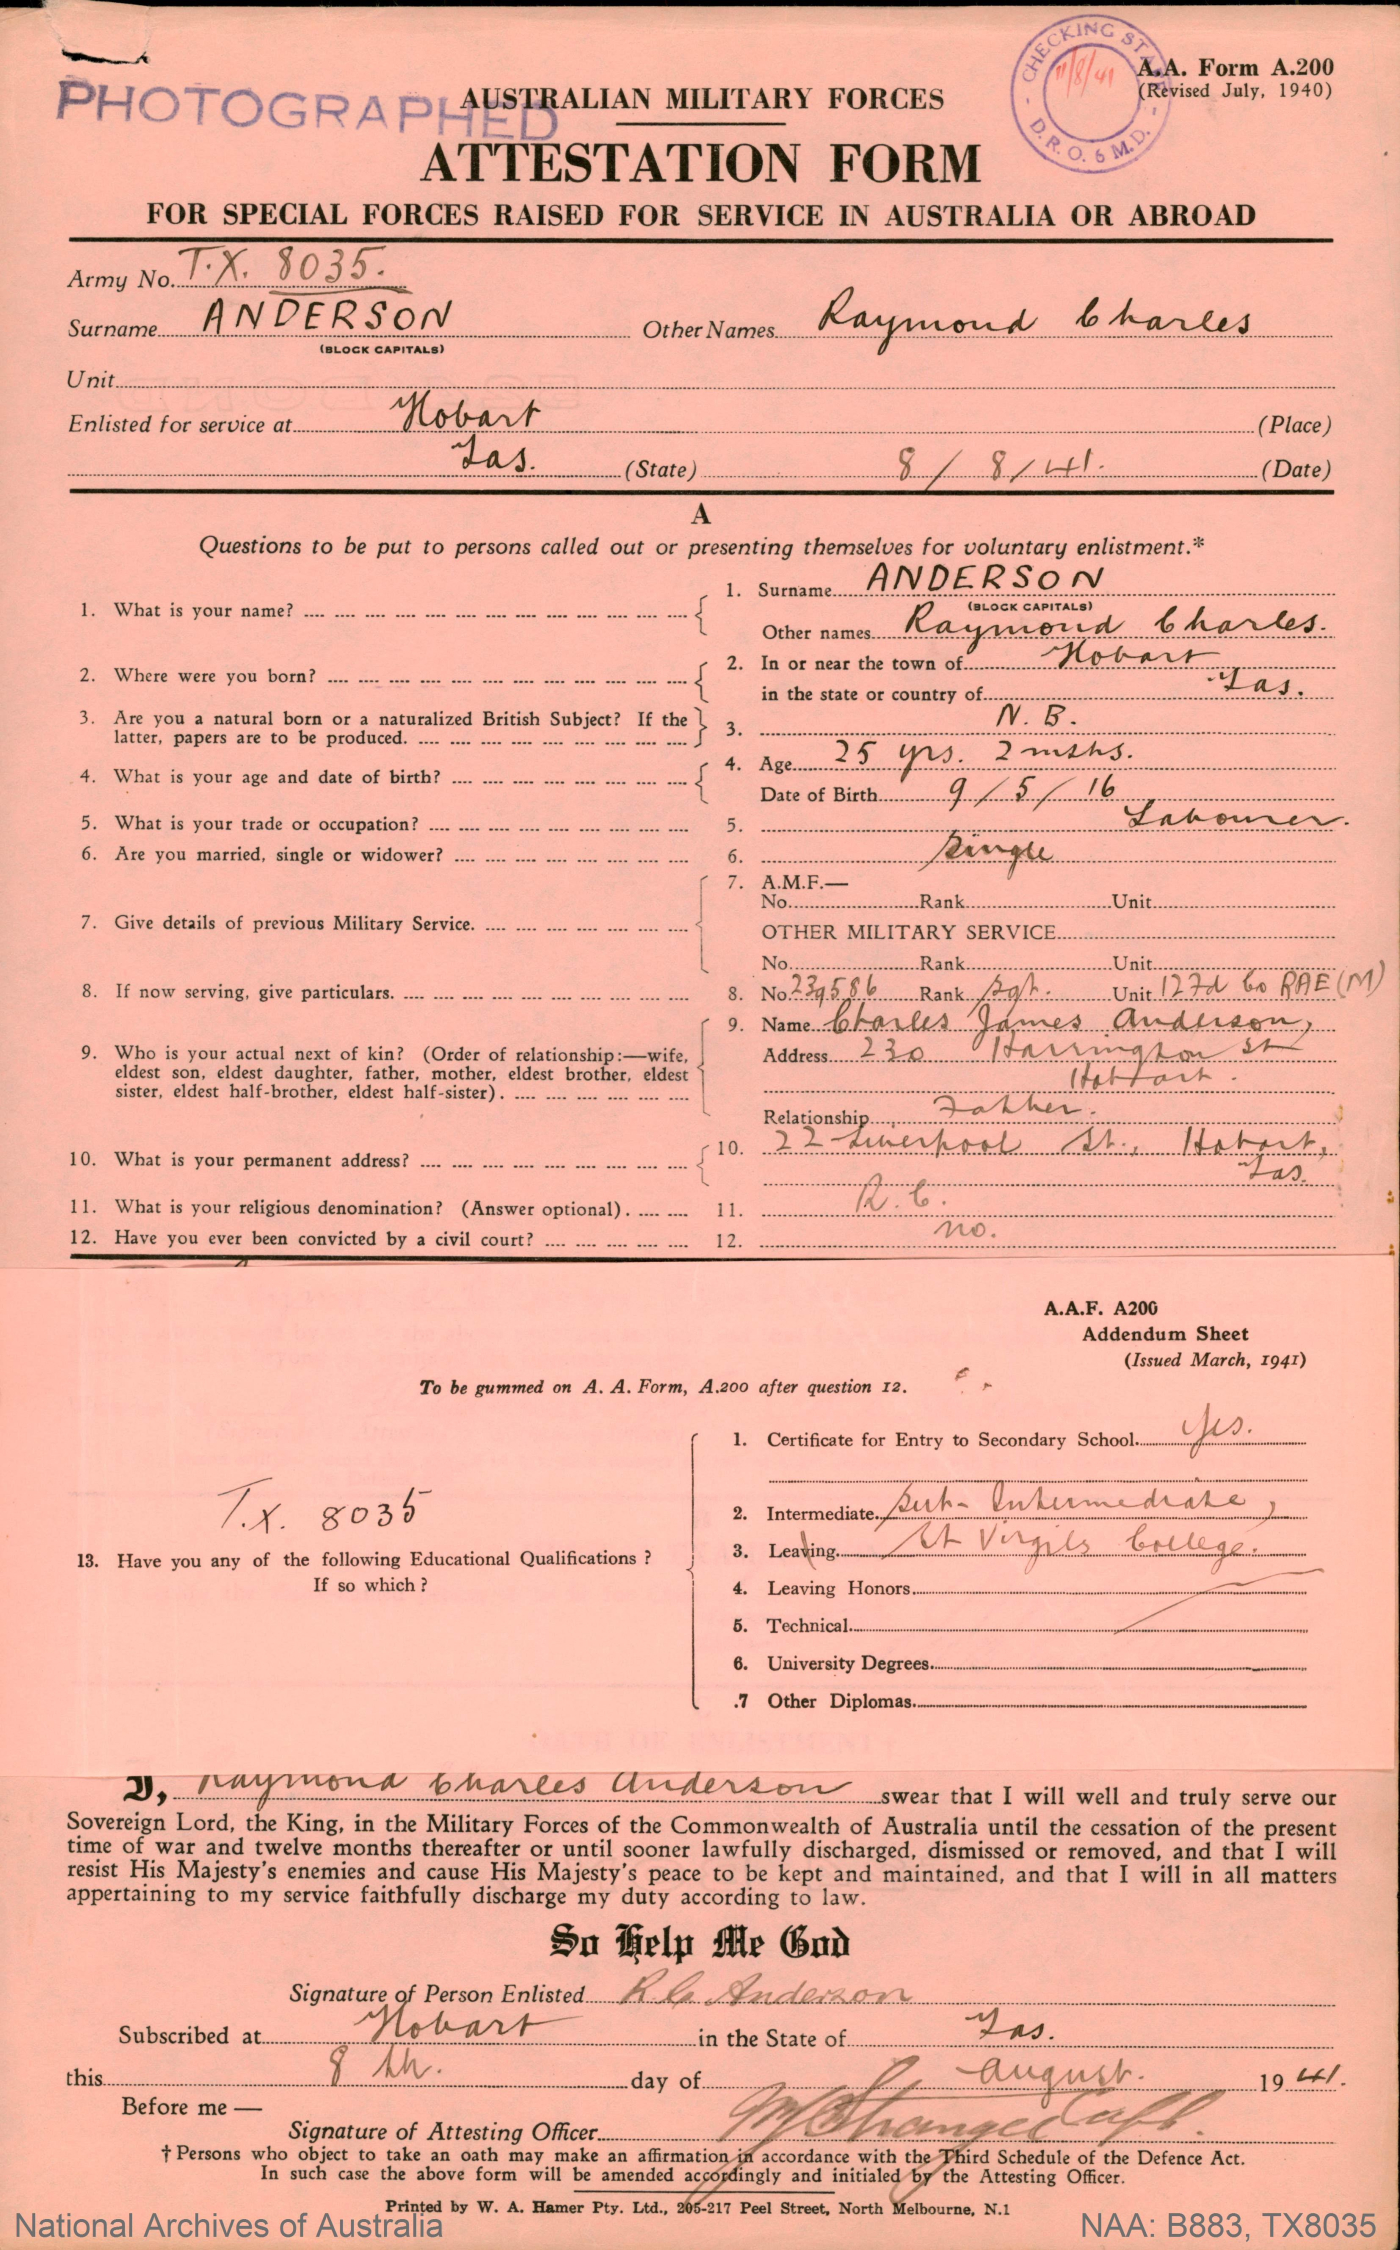 PHOTOGRAPHED
CHECKING STA
11/8/41
D.R.O. 6 M.D.
A.A. Form A.200
(Revised July, 1940)
AUSTRALIAN MILITARY FORCES
ATTESTATION FORM
FOR SPECIAL FORCES RAISED FOR SERVICE IN AUSTRALIA OR ABROAD
Army No. T.X. 8035.
Surname ANDERSON Other Names Raymond Charles
(BLOCK CAPITALS)
Unit
Enlisted for service at Hobart (Place)
Tas. (State) 8/8/41. (Date)
A
Questions to be put to persons called out or presenting themselves for voluntary enlistment.*
1. What is your name? 1. Surname ANDERSON
(BLOCK CAPITALS)
Other names Raymond Charles.
2. Where were you born? 2. In or near the town of Hobart
in the state or country of Tas.
3. Are you a natural born or a naturalized British Subject? If the 3. N. B.
latter, papers are to be produced.
4. What is your age and date of birth? 4. Age 25 yrs. 2 mths.
Date of Birth 9/5/16
5. What is your trade or occupation? 5. Labourer.
6. Are you married, single or widower? 6. Single
7. Give details of previous Military Service. 7. A.M.F.—
No. Rank Unit
OTHER MILITARY SERVICE
No. Rank Unit
8. If now serving, give particulars. 8. No. 239586 Rank Sgt. Unit 12 Fd Co RAE (M)
9. Who is your actual next of kin? (Order of relationship:—wife, 9. Name Charles James Anderson,
eldest son, eldest daughter, father, mother, eldest brother, eldest Address 230 Harrington St
sister, eldest half-brother, eldest half-sister). Hobart.
Relationship Father.
10. What is your permanent address? 10. 22 Liverpool St., Hobart,
Tas.
11. What is your religious denomination? (Answer optional). 11. R. C.
12. Have you ever been convicted by a civil court? 12. no.
A.A.F. A200
Addendum Sheet
(Issued March, 1941)
To be gummed on A. A. Form, A.200 after question 12.
1. Certificate for Entry to Secondary School. Yes.
T.X. 8035
2. Intermediate. Sub-Intermediate,
13. Have you any of the following Educational Qualifications? 3. Leaving. St Virgils College.
If so which?
4. Leaving Honors
5. Technical
6. University Degrees
.7 Other Diplomas
I, Raymond Charles Anderson swear that I will well and truly serve our
Sovereign Lord, the King, in the Military Forces of the Commonwealth of Australia until the cessation of the present
time of war and twelve months thereafter or until sooner lawfully discharged, dismissed or removed, and that I will
resist His Majesty's enemies and cause His Majesty's peace to be kept and maintained, and that I will in all matters
appertaining to my service faithfully discharge my duty according to law.
So Help Me God
Signature of Person Enlisted R.C. Anderson
Subscribed at Hobart in the State of Tas.
this 8 th. day of August. 1941.
Before me —
Signature of Attesting Officer Capt.
† Persons who object to take an oath may make an affirmation in accordance with the Third Schedule of the Defence Act.
In such case the above form will be amended accordingly and initialed by the Attesting Officer.
Printed by W. A. Hamer Pty. Ltd., 205-217 Peel Street, North Melbourne, N.1
National Archives of Australia NAA: B883, TX8035